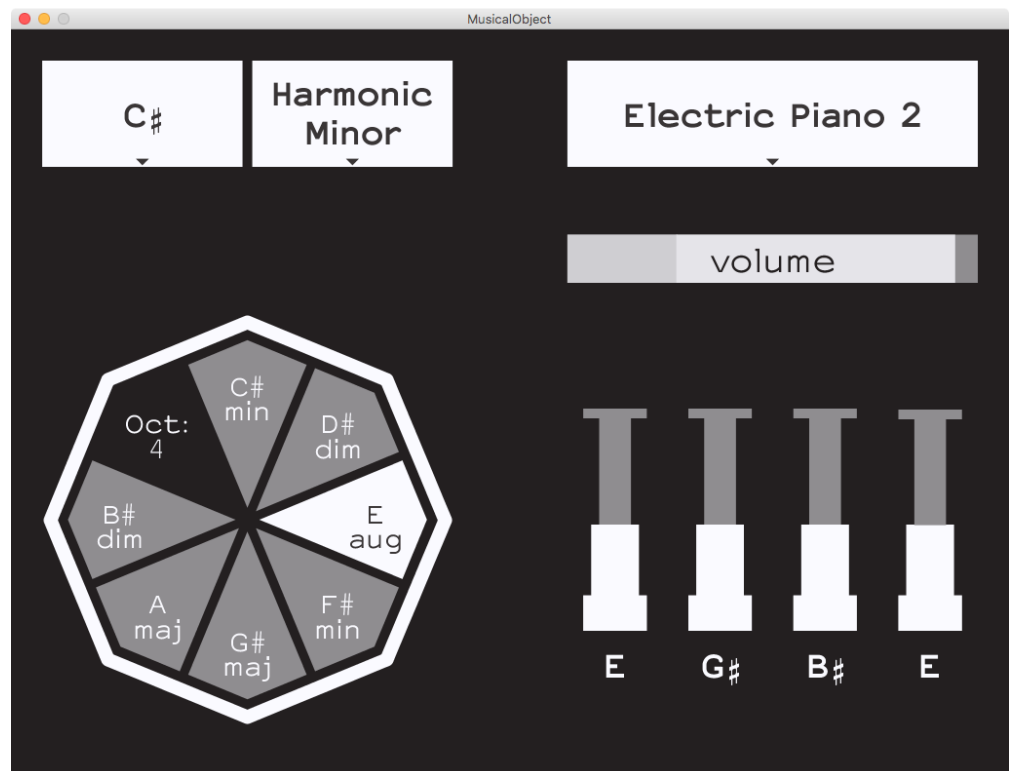 MusicalObject
C♯
Harmonic
Minor
Electric Piano 2
volume
C#
min
D#
dim
E
aug
F#
min
G#
maj
A
maj
B#
dim
Oct:
4
E G♯ B♯ E